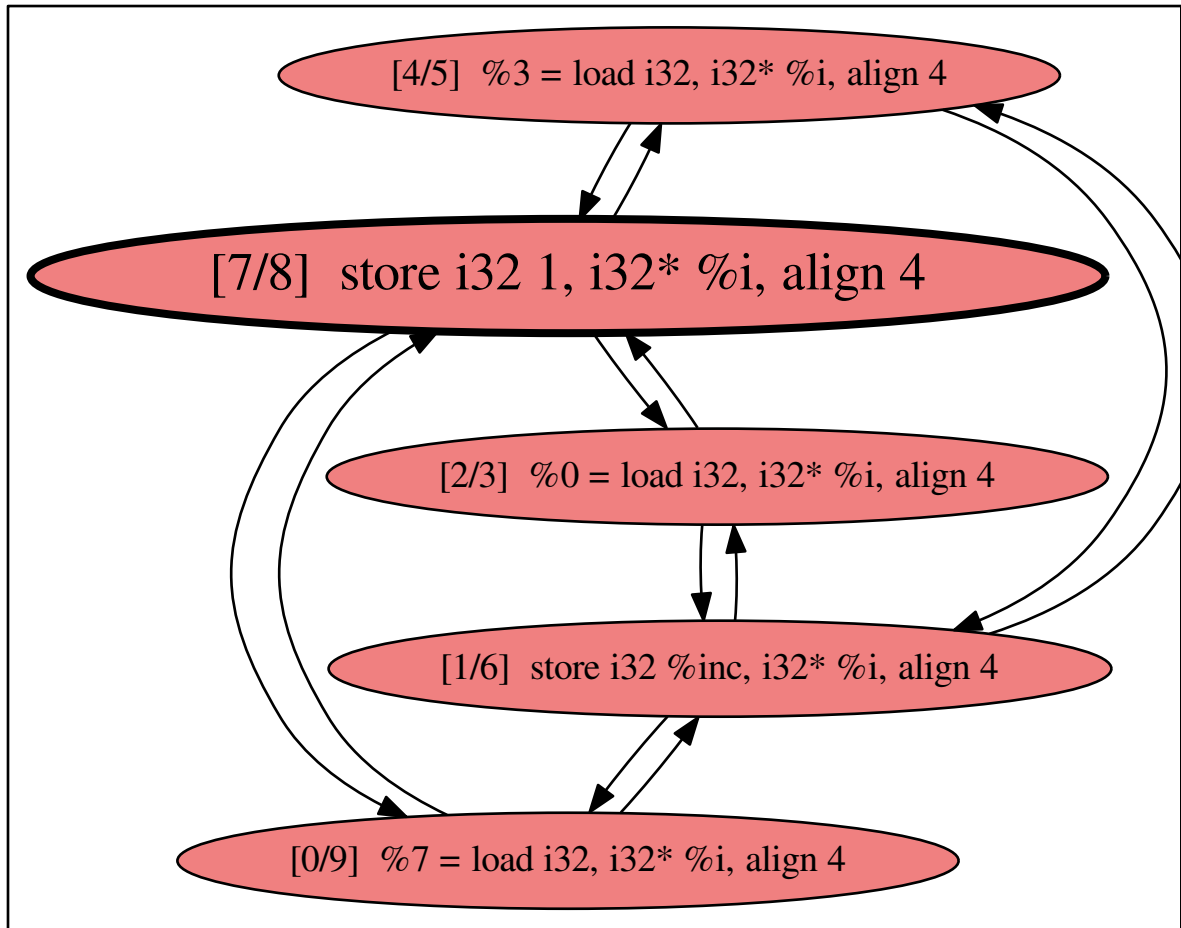 [4/5]  %3 = load i32, i32* %i, align 4
[7/8]  store i32 1, i32* %i, align 4
[2/3]  %0 = load i32, i32* %i, align 4
[1/6]  store i32 %inc, i32* %i, align 4
[0/9]  %7 = load i32, i32* %i, align 4